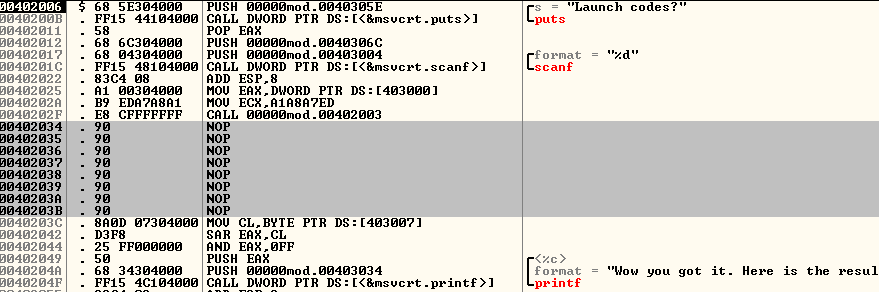 00402006 $ 68 5E304000 PUSH 00000mod.0040305E s = "Launch codes?"
0040200B . FF15 44104000 CALL DWORD PTR DS:[<&msvcrt.puts>] puts
00402011 . 58 POP EAX
00402012 . 68 6C304000 PUSH 00000mod.0040306C
00402017 . 68 04304000 PUSH 00000mod.00403004 format = "%d"
0040201C . FF15 48104000 CALL DWORD PTR DS:[<&msvcrt.scanf>] scanf
00402022 . 83C4 08 ADD ESP,8
00402025 . A1 00304000 MOV EAX,DWORD PTR DS:[403000]
0040202A . B9 EDA7A8A1 MOV ECX,A1A8A7ED
0040202F . E8 CFFFFFFF CALL 00000mod.00402003
00402034 . 90 NOP
00402035 . 90 NOP
00402036 . 90 NOP
00402037 . 90 NOP
00402038 . 90 NOP
00402039 . 90 NOP
0040203A . 90 NOP
0040203B . 90 NOP
0040203C . 8A0D 07304000 MOV CL,BYTE PTR DS:[403007]
00402042 . D3F8 SAR EAX,CL
00402044 . 25 FF000000 AND EAX,0FF
00402049 . 50 PUSH EAX <%c>
0040204A . 68 34304000 PUSH 00000mod.00403034 format = "Wow you got it. Here is the resul
0040204F . FF15 4C104000 CALL DWORD PTR DS:[<&msvcrt.printf>] printf